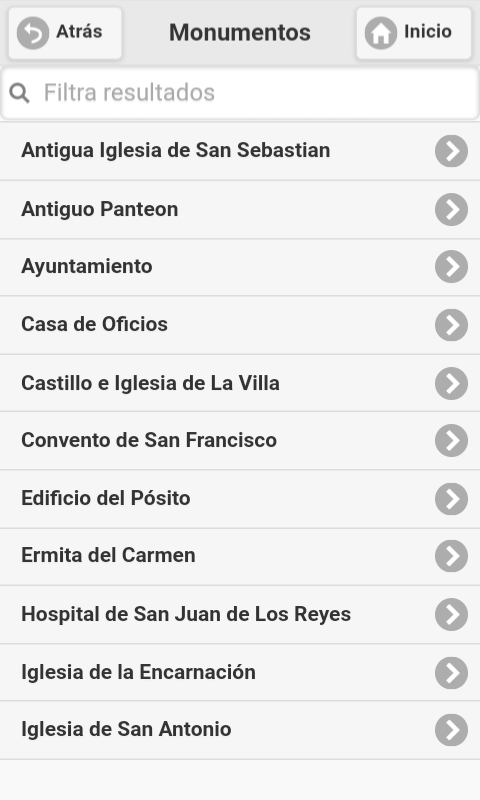 Atrás
Monumentos
Inicio
Filtra resultados
Antigua Iglesia de San Sebastian
Antiguo Panteon
Ayuntamiento
Casa de Oficios
Castillo e Iglesia de La Villa
Convento de San Francisco
Edificio del Pósito
Ermita del Carmen
Hospital de San Juan de Los Reyes
Iglesia de la Encarnación
Iglesia de San Antonio